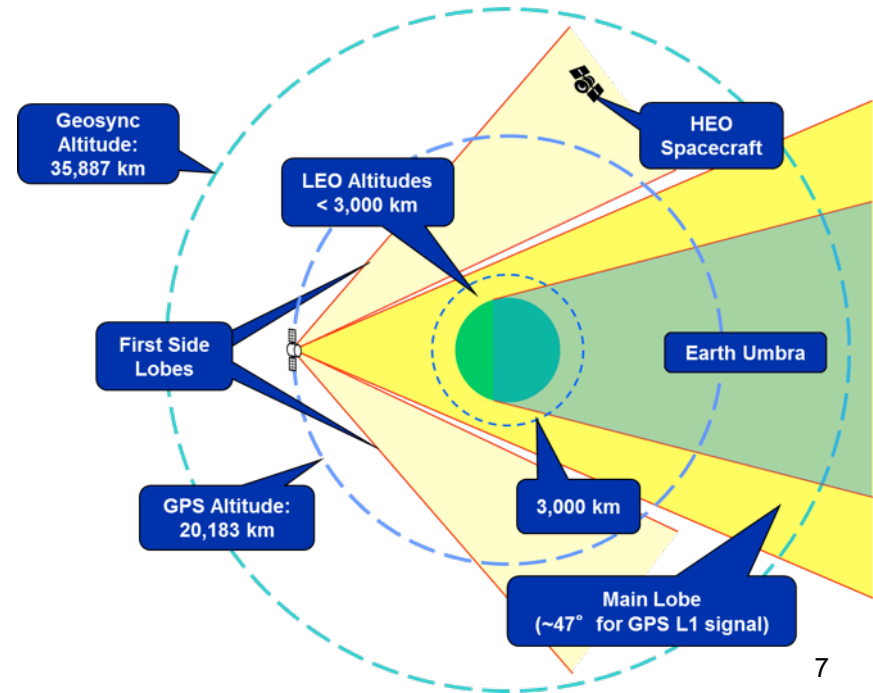 Geosync
Altitude:
35,887 km
HEO
Spacecraft
LEO Altitudes
< 3,000 km
First Side
Lobes
Earth Umbra
GPS Altitude:
20,183 km
3,000 km
Main Lobe
(~47° for GPS L1 signal)
7